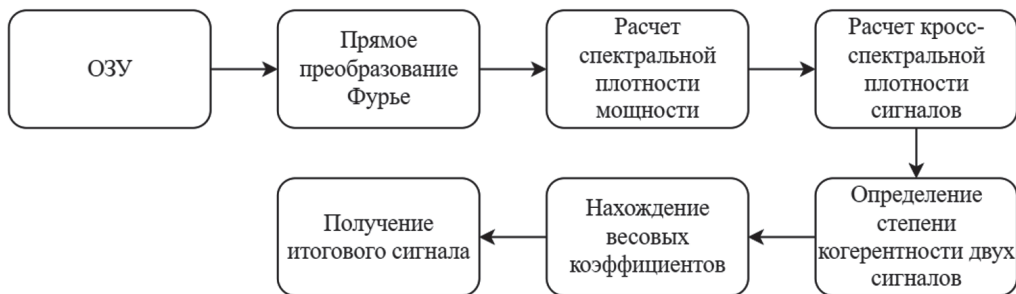 ОЗУ
Прямое
преобразование
Фурье
Расчет
спектральной
плотности
мощности
Расчет кросс-
спектральной
плотности
сигналов
Определение
степени
когерентности двух
сигналов
Нахождение
весовых
коэффициентов
Получение
итогового сигнала